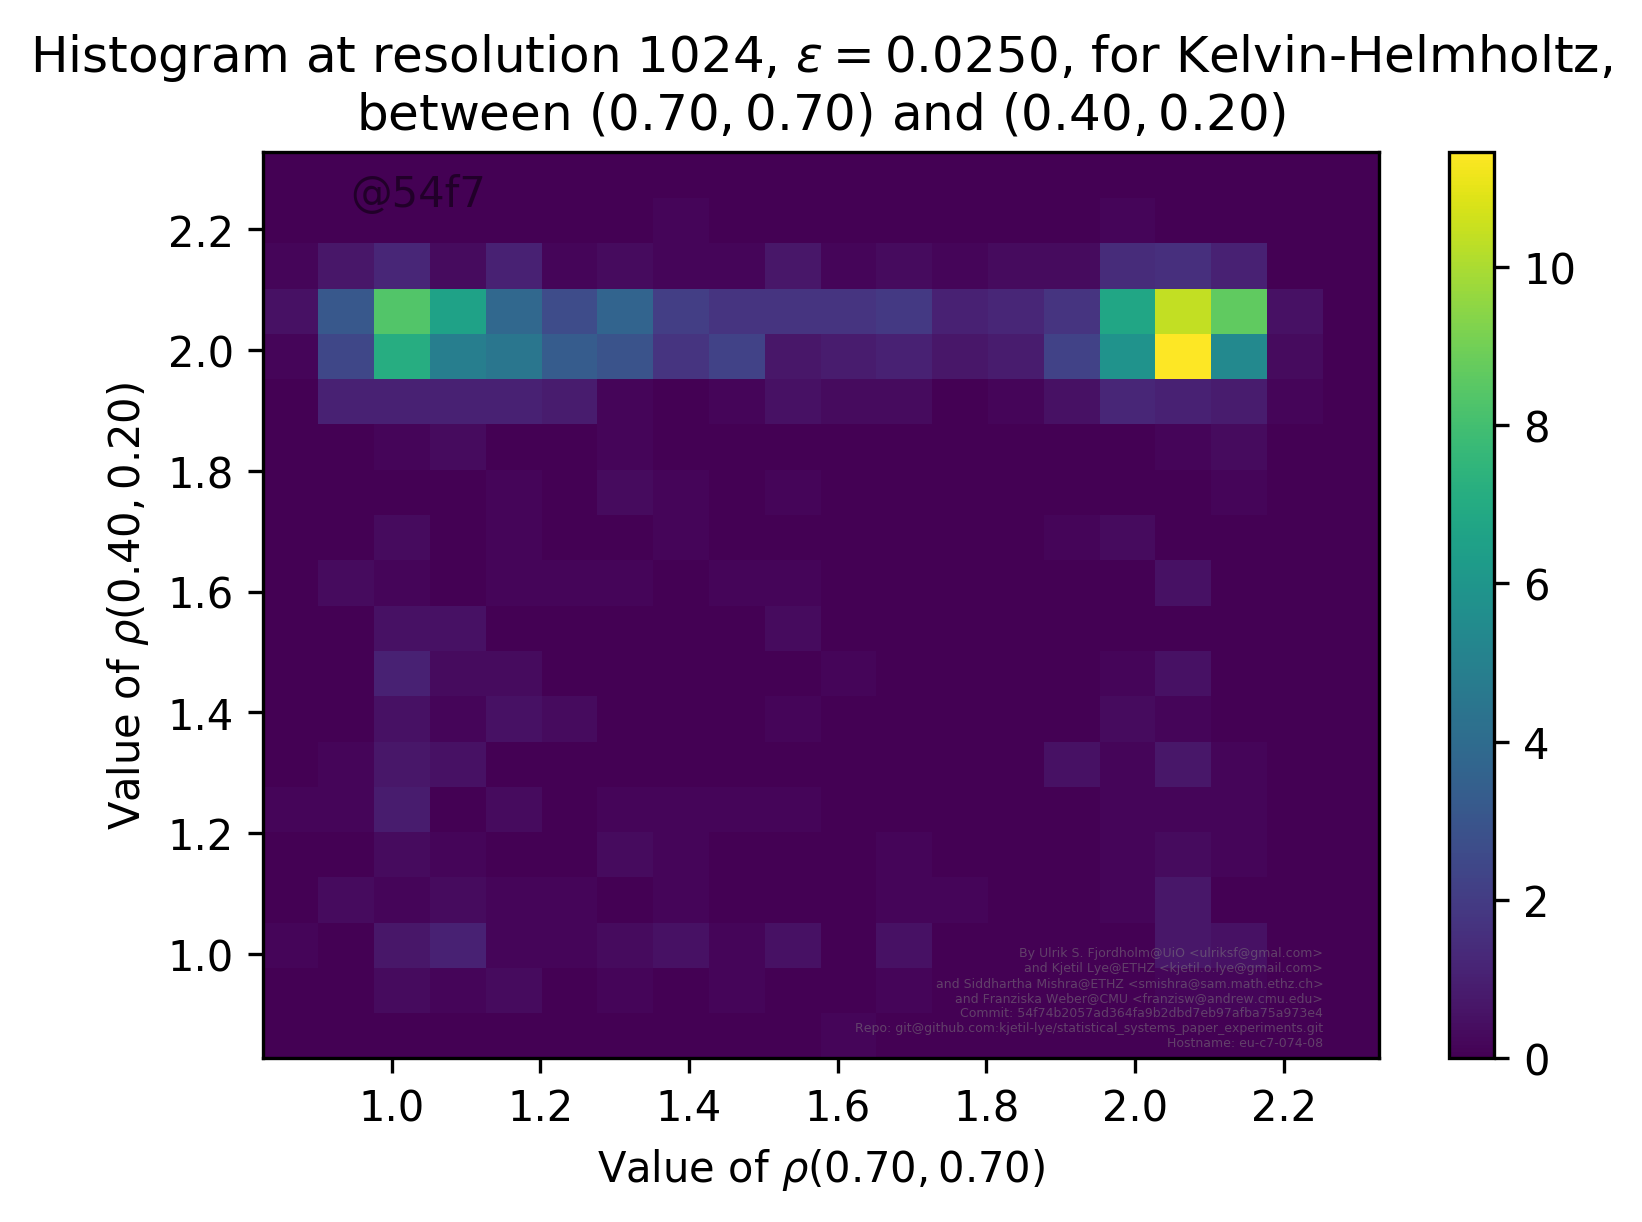 Histogram at resolution 1024, ε = 0.0250, for Kelvin-Helmholtz,
between (0.70, 0.70) and (0.40, 0.20)
@54f7
2.2
2.0
1.8
1.6
1.4
1.2
1.0
Value of ρ(0.40, 0.20)
1.0 1.2 1.4 1.6 1.8 2.0 2.2
Value of ρ(0.70, 0.70)
10
8
6
4
2
0
By Ulrik S. Fjordholm@UiO <ulriksf@gmal.com>
and Kjetil Lye@ETHZ <kjetil.o.lye@gmail.com>
and Siddhartha Mishra@ETHZ <smishra@sam.math.ethz.ch>
and Franziska Weber@CMU <franzisw@andrew.cmu.edu>
Commit: 54f74b2057ad364fa9b2dbd7eb97afba75a973e4
Repo: git@github.com:kjetil-lye/statistical_systems_paper_experiments.git
Hostname: eu-c7-074-08